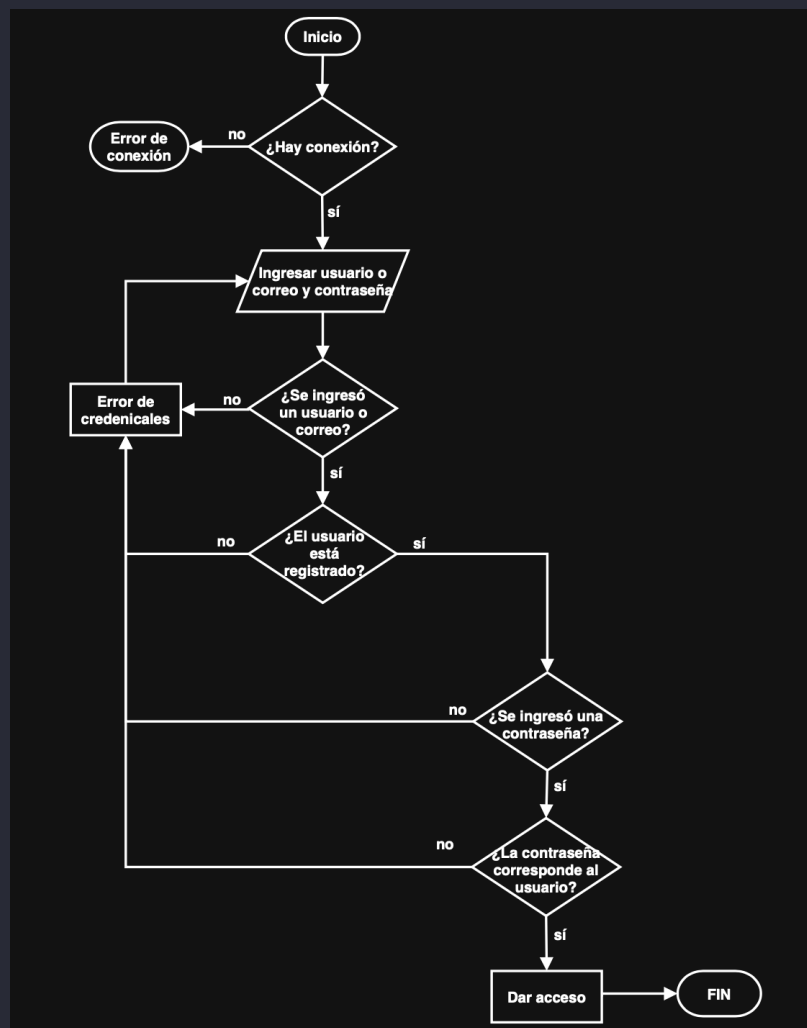 Inicio
¿Hay conexión?
no
Error de
conexión
sí
Ingresar usuario o
correo y contraseña
¿Se ingresó
un usuario o
correo?
no
Error de
credenicales
sí
¿El usuario
está
registrado?
no
sí
¿Se ingresó una
contraseña?
no
sí
¿La contraseña
corresponde al
usuario?
no
sí
Dar acceso
FIN